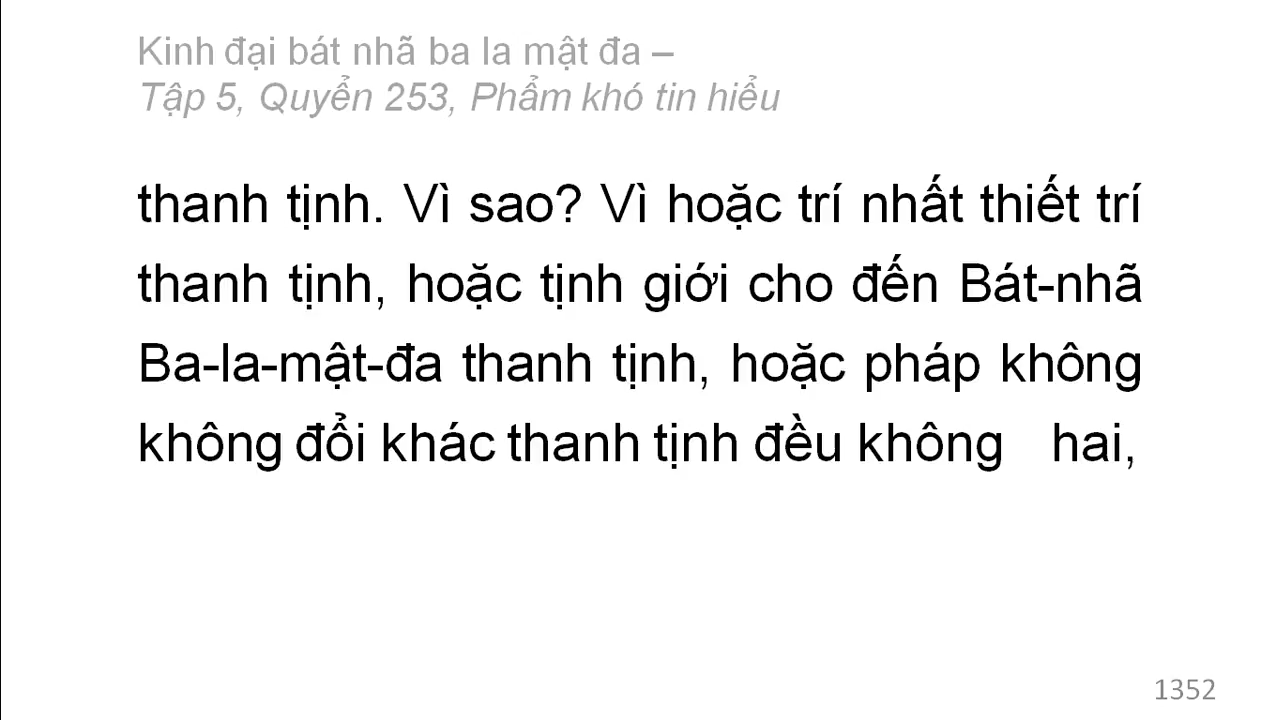 Kinh đại bát nhã ba la mật đa –
Tập 5, Quyển 253, Phẩm khó tin hiểu
thanh tịnh. Vì sao? Vì hoặc trí nhất thiết trí
thanh tịnh, hoặc tịnh giới cho đến Bát-nhã
Ba-la-mật-đa thanh tịnh, hoặc pháp không
không đổi khác thanh tịnh đều không hai,
1352